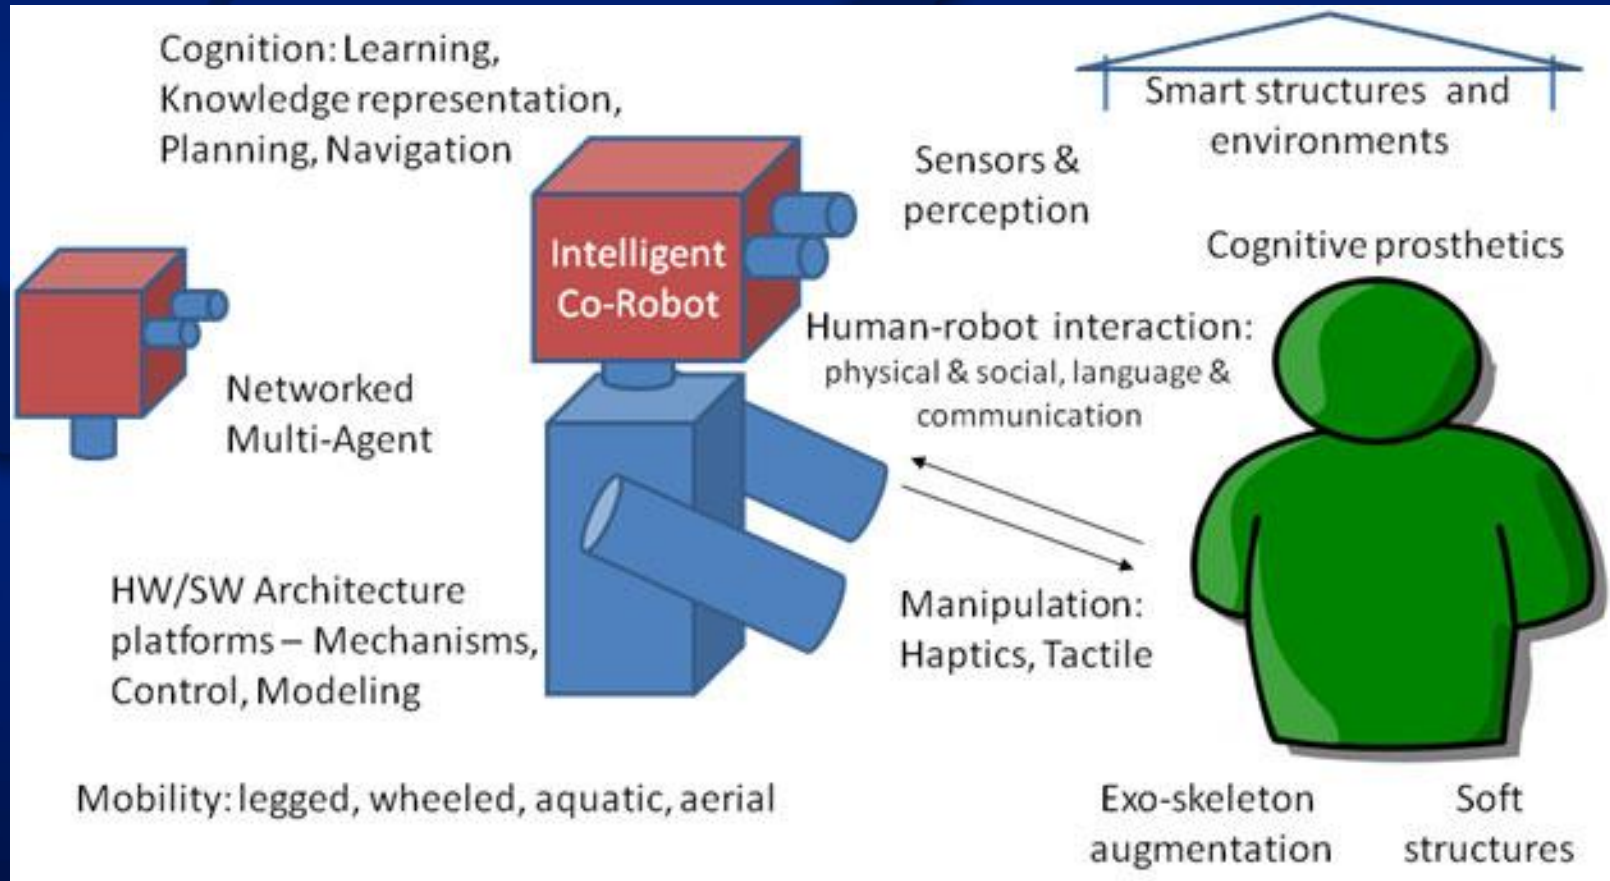 Cognition: Learning,
Knowledge representation,
Planning, Navigation
Smart structures and
environments
Sensors &
perception
Intelligent
Co-Robot
Cognitive prosthetics
Human-robot interaction:
physical & social, language &
communication
Networked
Multi-Agent
HW/SW Architecture
platforms – Mechanisms,
Control, Modeling
Manipulation:
Haptics, Tactile
Mobility: legged, wheeled, aquatic, aerial
Exo-skeleton
augmentation
Soft
structures